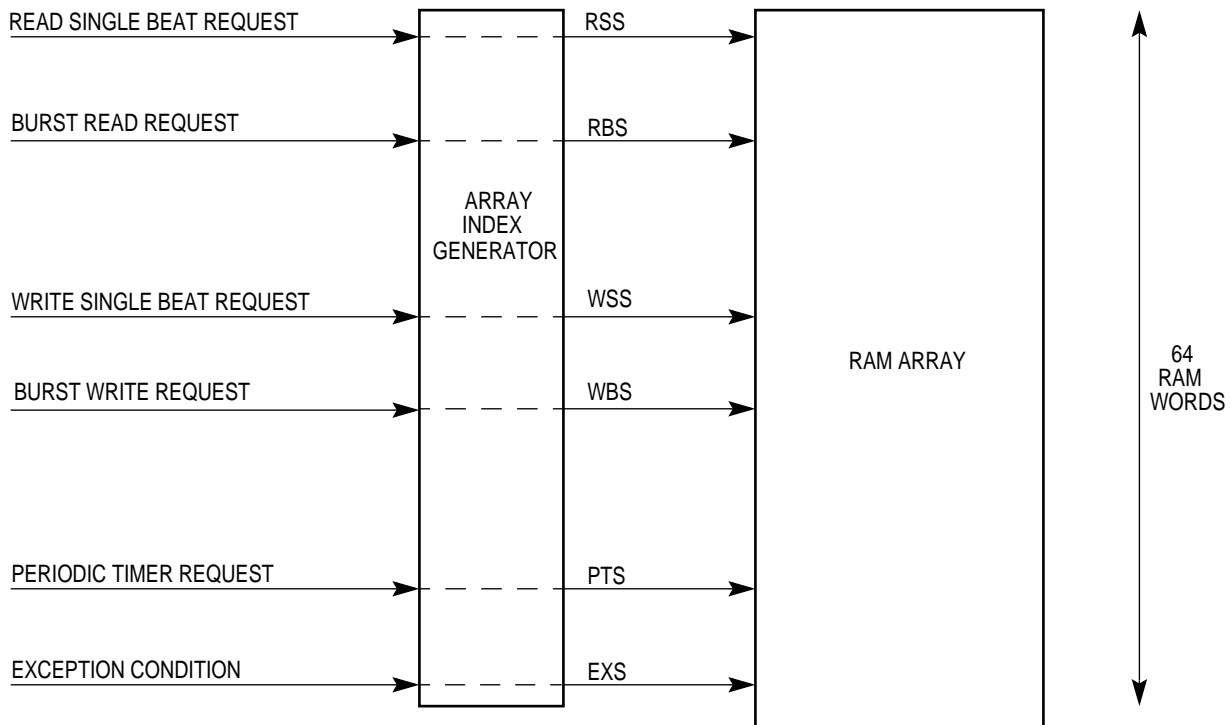 READ SINGLE BEAT REQUEST
RSS
BURST READ REQUEST
RBS
ARRAY
INDEX
GENERATOR
WRITE SINGLE BEAT REQUEST
WSS
RAM ARRAY
64
RAM
WORDS
BURST WRITE REQUEST
WBS
PERIODIC TIMER REQUEST
PTS
EXCEPTION CONDITION
EXS